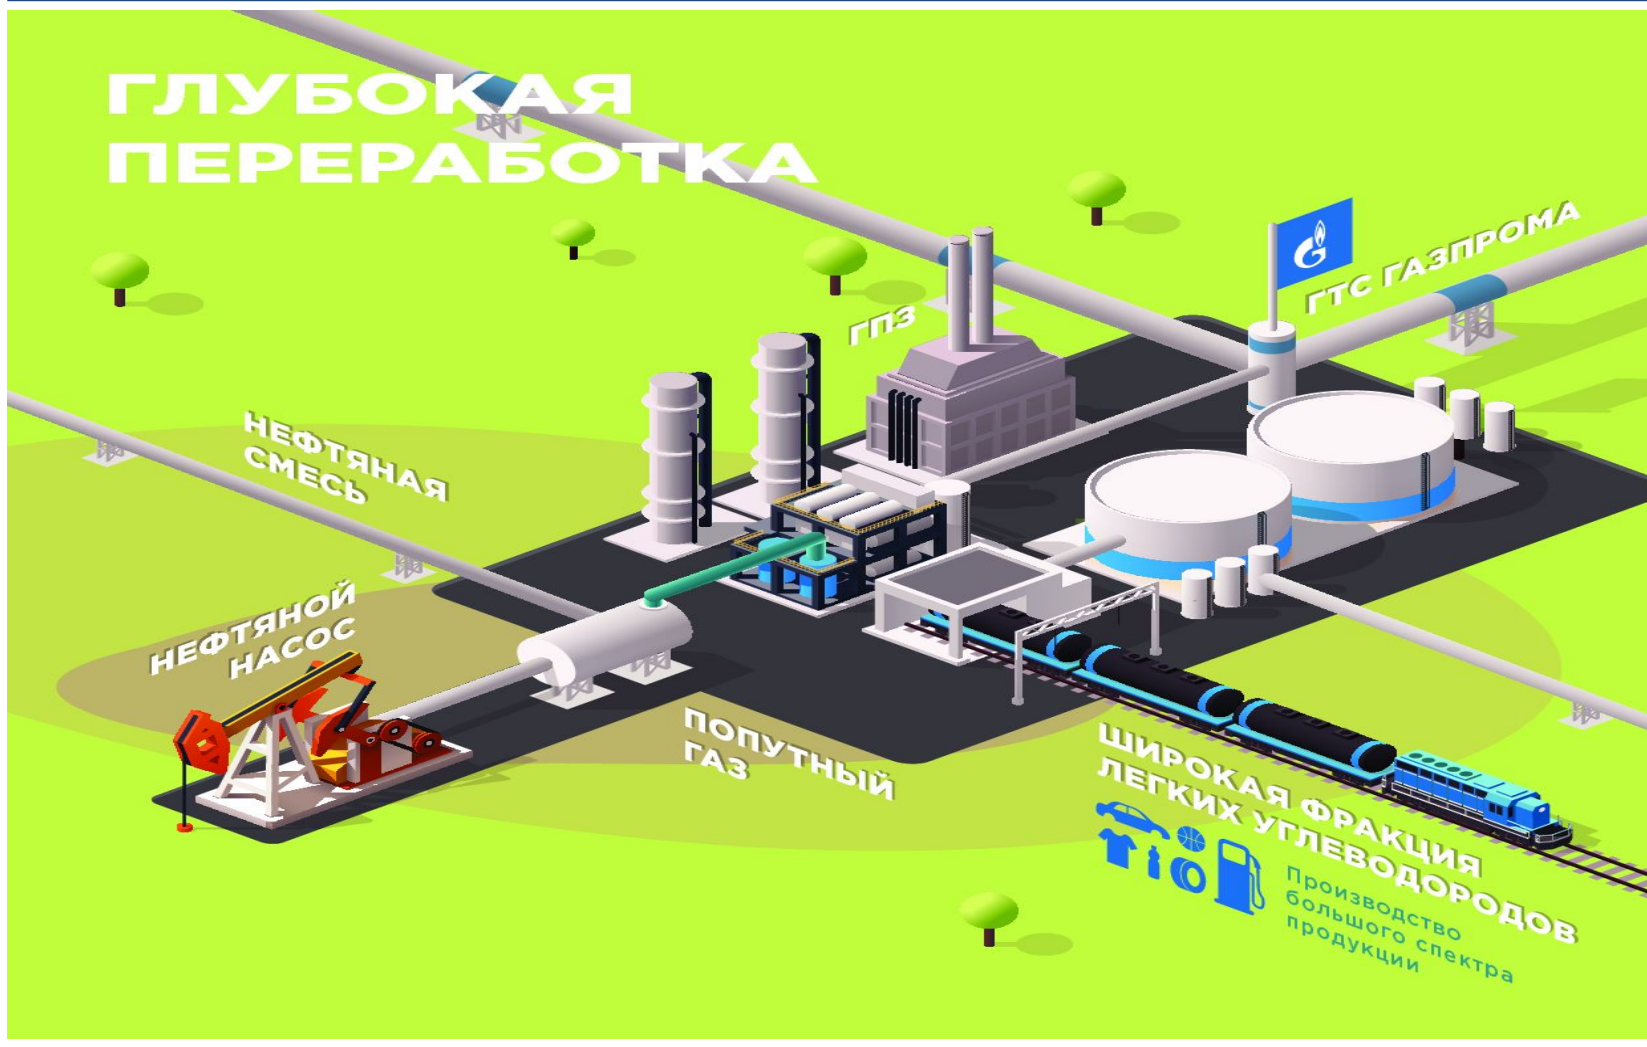 ГЛУБОКАЯ
ПЕРЕРАБОТКА
ГТС ГАЗПРОМА
ГПЗ
НЕФТЯНАЯ
СМЕСЬ
НЕФТЯНОЙ
НАСОС
ПОПУТНЫЙ
ГАЗ
ШИРОКАЯ ФРАКЦИЯ
ЛЕГКИХ УГЛЕВОДОРОДОВ
Производство
большого спектра
продукции